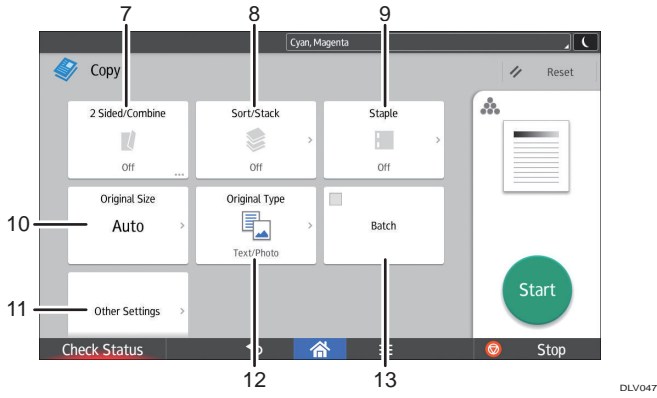 7 8 9
Cyan, Magenta
Copy
Reset
2 Sided/Combine Sort/Stack Staple
Off Off Off
10 Original Size Original Type
Auto Batch
Text/Photo
11 Other Settings
Start
Check Status Stop
12 13
DLV047